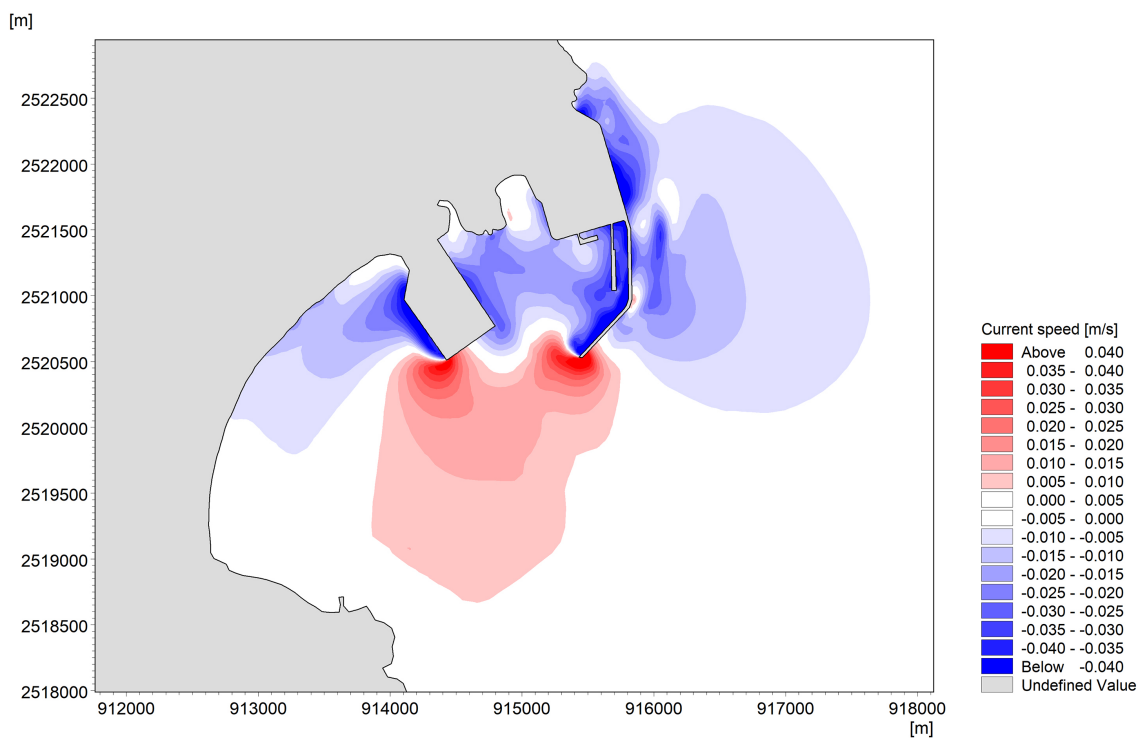 [m]
2522500
2522000
2521500
2521000
2520500
2520000
2519500
2519000
2518500
2518000
912000 913000 914000 915000 916000 917000 918000
[m]
Current speed [m/s]
Above 0.040
0.035 - 0.040
0.030 - 0.035
0.025 - 0.030
0.020 - 0.025
0.015 - 0.020
0.010 - 0.015
0.005 - 0.010
0.000 - 0.005
-0.005 - 0.000
-0.010 - -0.005
-0.015 - -0.010
-0.020 - -0.015
-0.025 - -0.020
-0.030 - -0.025
-0.035 - -0.030
-0.040 - -0.035
Below -0.040
Undefined Value